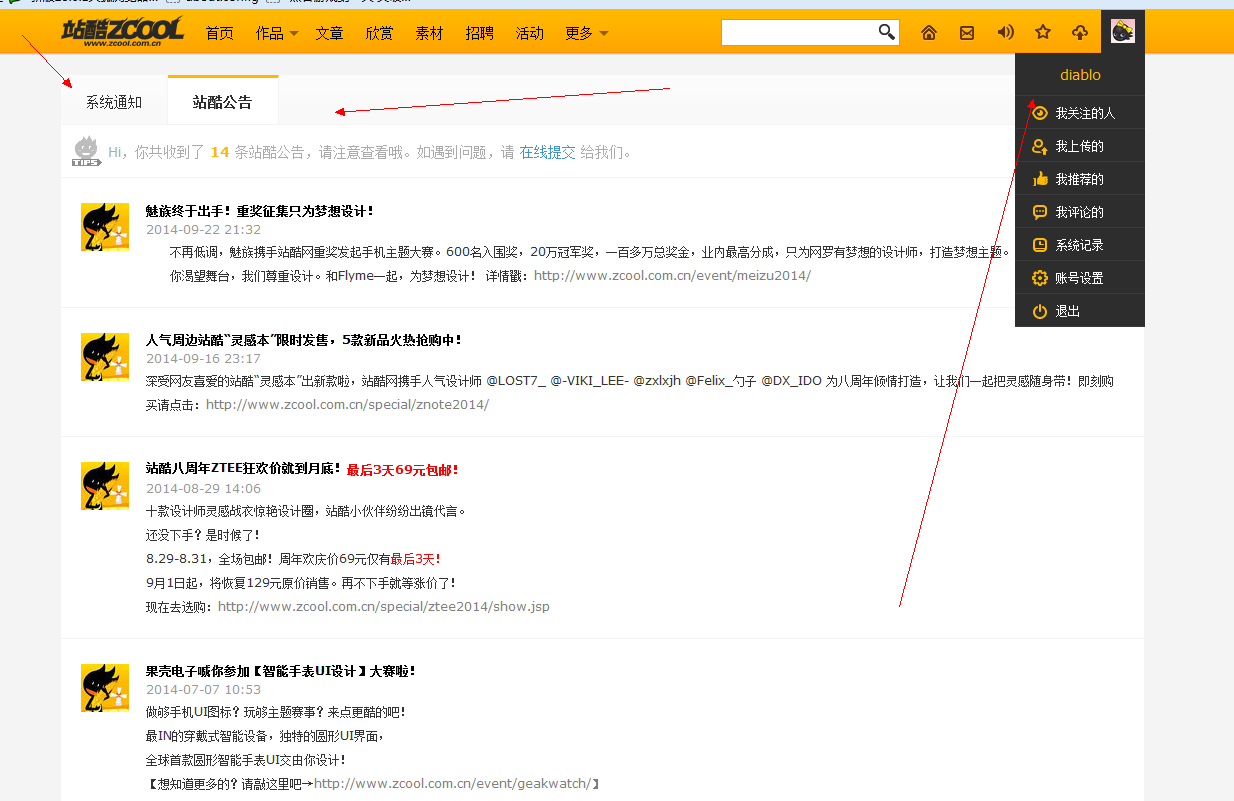 站酷ZCOOL
www.zcool.com.cn
首页 作品 文章 欣赏 素材 招聘 活动 更多
diablo
我关注的人
我上传的
我推荐的
我评论的
系统记录
账号设置
退出
系统通知 站酷公告
TIPS Hi，你共收到了 14 条站酷公告，请注意查看哦。如遇到问题，请 在线提交 给我们。
魅族终于出手！重奖征集只为梦想设计！
2014-09-22 21:32
不再低调，魅族携手站酷网重奖发起手机主题大赛。600名入围奖，20万冠军奖，一百多万总奖金，业内最高分成，只为网罗有梦想的设计师，打造梦想主题。
你渴望舞台，我们尊重设计。和Flyme一起，为梦想设计！ 详情戳：http://www.zcool.com.cn/event/meizu2014/
人气周边站酷“灵感本”限时发售，5款新品火热抢购中！
2014-09-16 23:17
深受网友喜爱的站酷“灵感本”出新款啦，站酷网携手人气设计师 @LOST7_ @-VIKI_LEE- @zxlxjh @Felix_勺子 @DX_IDO 为八周年倾情打造，让我们一起把灵感随身带！即刻购
买请点击：http://www.zcool.com.cn/special/znote2014/
站酷八周年ZTEE狂欢价就到月底！最后3天69元包邮！
2014-08-29 14:06
十款设计师灵感战衣惊艳设计圈，站酷小伙伴纷纷出镜代言。
还没下手？是时候了！
8.29-8.31，全场包邮！周年欢庆价69元仅有最后3天！
9月1日起，将恢复129元原价销售。再不下手就等涨价了！
现在去选购：http://www.zcool.com.cn/special/ztee2014/show.jsp
果壳电子喊你参加【智能手表UI设计】大赛啦！
2014-07-07 10:53
做够手机UI图标？玩够主题赛事？来点更酷的吧！
最IN的穿戴式智能设备，独特的圆形UI界面，
全球首款圆形智能手表UI交由你设计！
【想知道更多的？请敲这里吧→http://www.zcool.com.cn/event/geakwatch/】